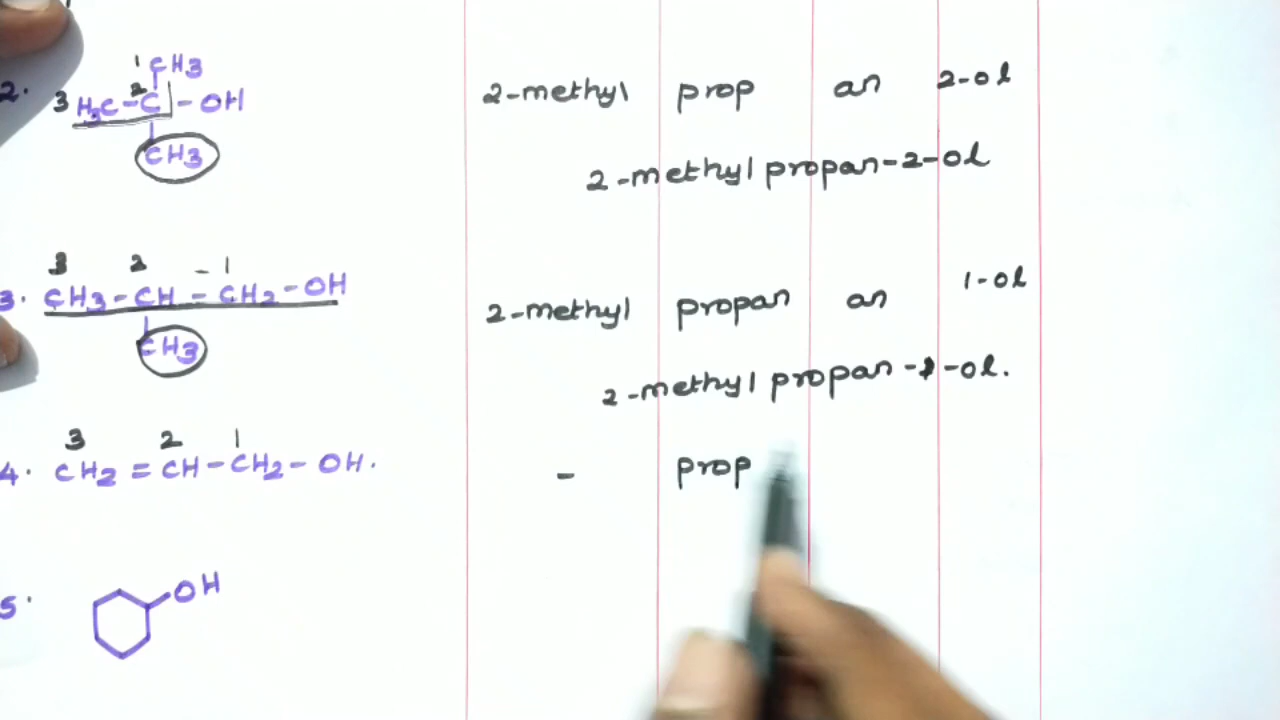 1 CH3
2. 3 H3C - 2 C - OH 2-methyl prop an 2-ol
CH3
2-methyl propan-2-ol
3 2 - 1
3. CH3 - CH - CH2 - OH 2-methyl propan an 1-ol
CH3
2-methyl propan-1-ol.
3 2 1
4. CH2 = CH - CH2 - OH. - prop
5. OH